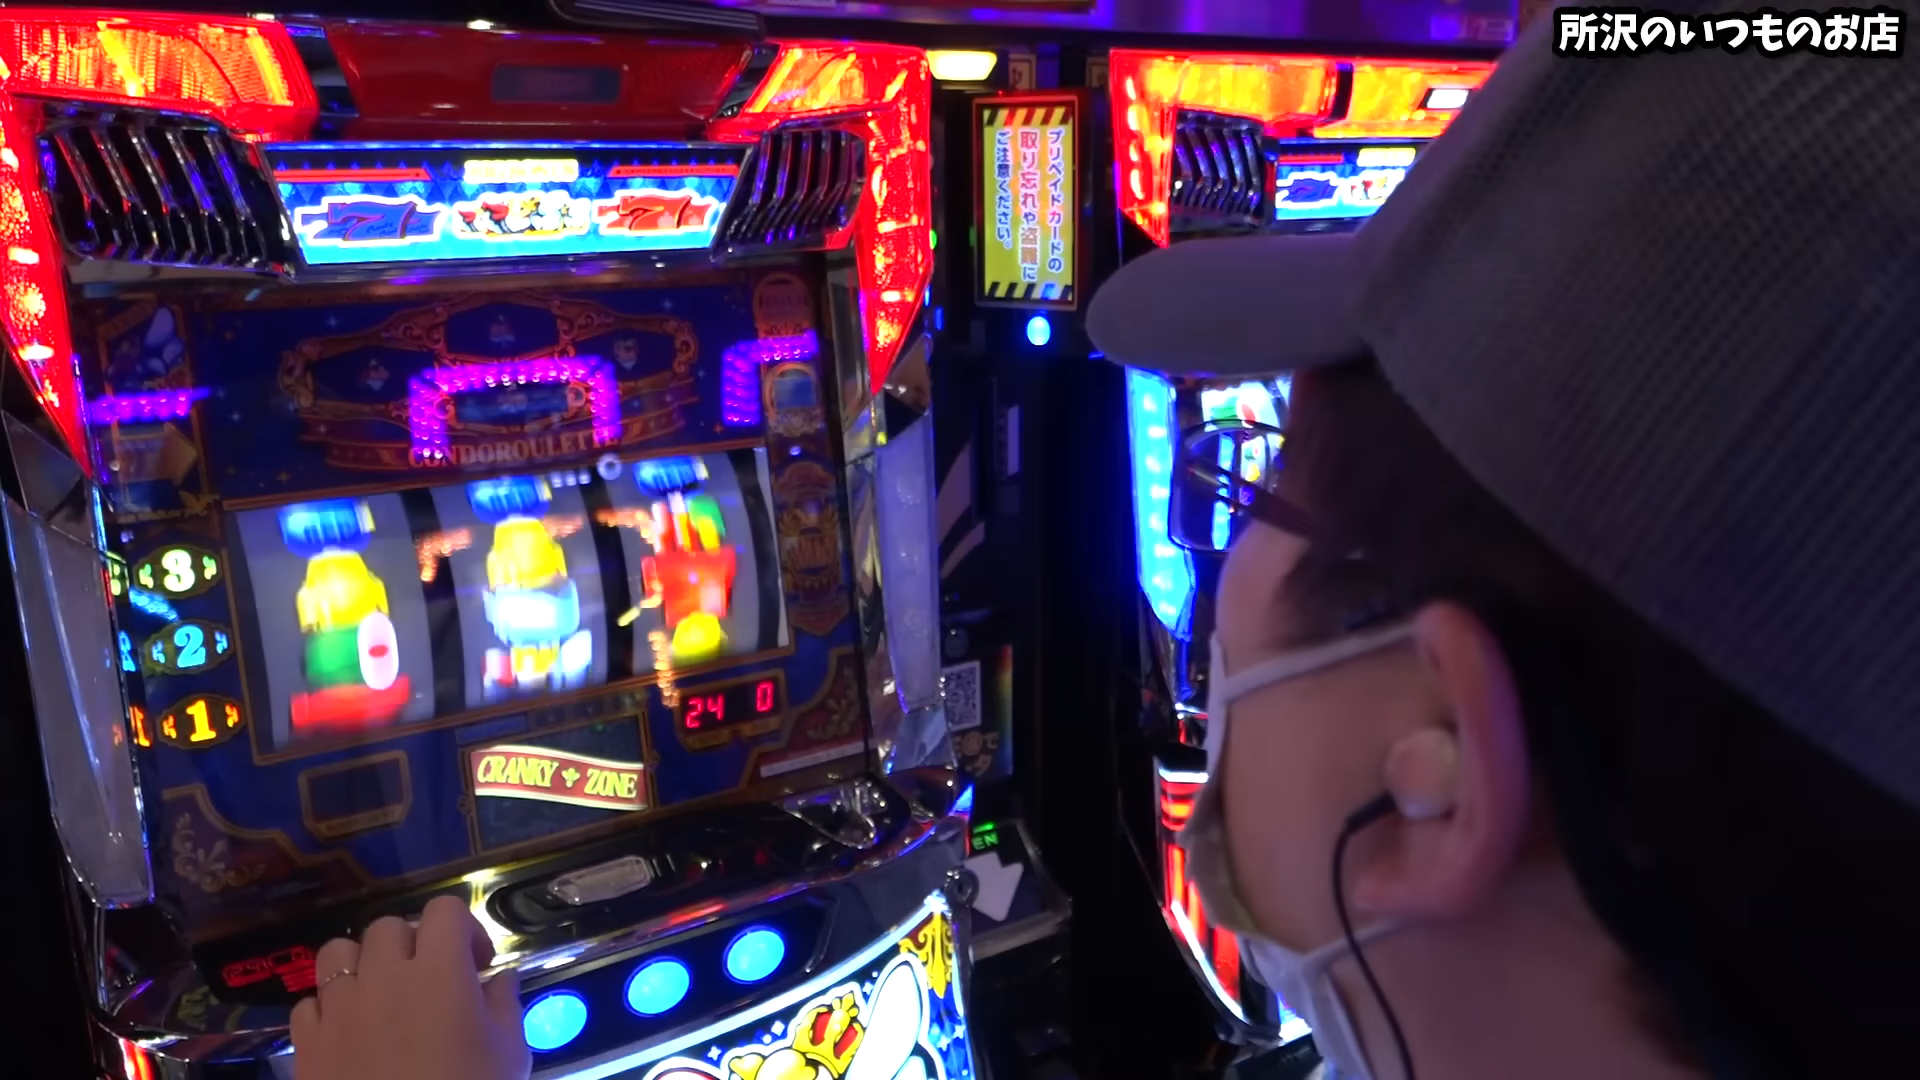 所沢のいつものお店
プリペイドカードの
取り忘れや盗難に
ご注意ください。
CONDOROULETTE
3
2
1
24 0
CRANKY ZONE
EN